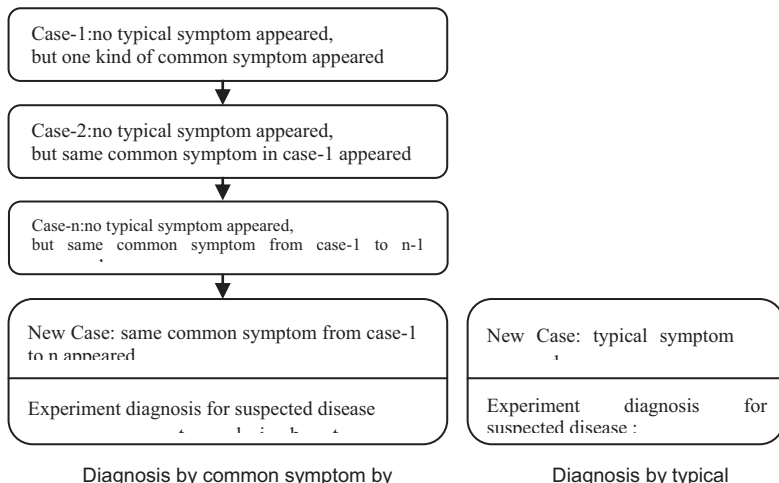 Case-1:no typical symptom appeared,
but one kind of common symptom appeared
Case-2:no typical symptom appeared,
but same common symptom in case-1 appeared
Case-n:no typical symptom appeared,
but same common symptom from case-1 to n-1
New Case: same common symptom from case-1
to n appeared
Experiment diagnosis for suspected disease
New Case: typical symptom
Experiment diagnosis for
suspected disease :
Diagnosis by common symptom by
Diagnosis by typical